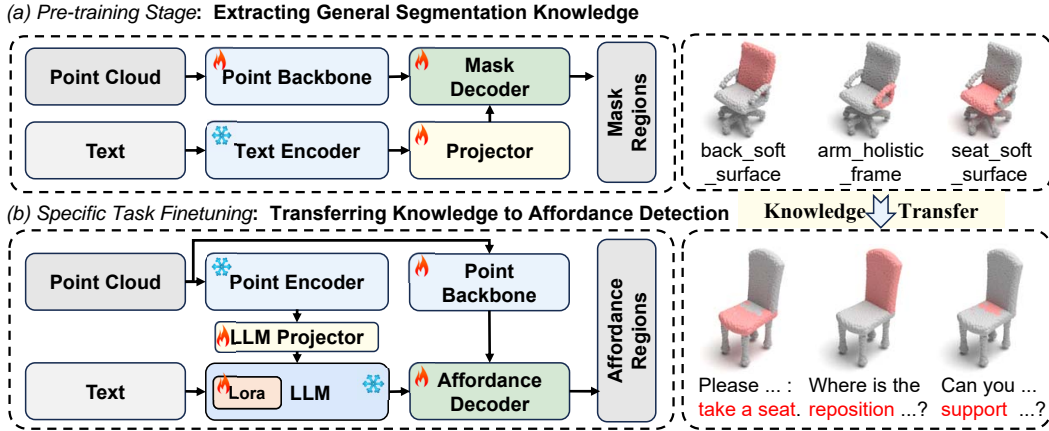 (a) Pre-training Stage: Extracting General Segmentation Knowledge
Point Cloud
Point Backbone
Mask
Decoder
Mask
Regions
Text
Text Encoder
Projector
back_soft
_surface
arm_holistic
_frame
seat_soft
_surface
(b) Specific Task Finetuning: Transferring Knowledge to Affordance Detection
Knowledge Transfer
Point Cloud
Point Encoder
Point
Backbone
Affordance
Regions
LLM Projector
Text
Lora
LLM
Affordance
Decoder
Please ... :
take a seat.
Where is the
reposition ...?
Can you ...
support ...?